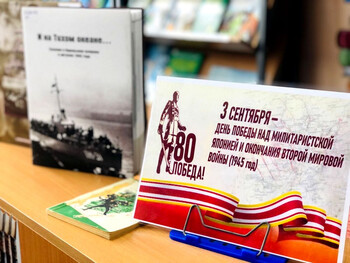 И на Тихом океане...
3 СЕНТЯБРЯ–
ДЕНЬ ПОБЕДЫ НАД МИЛИТАРИСТСКОЙ
ЯПОНИЕЙ И ОКОНЧАНИЯ ВТОРОЙ МИРОВОЙ
ВОЙНЫ (1945 год)
80
ПОБЕДА!